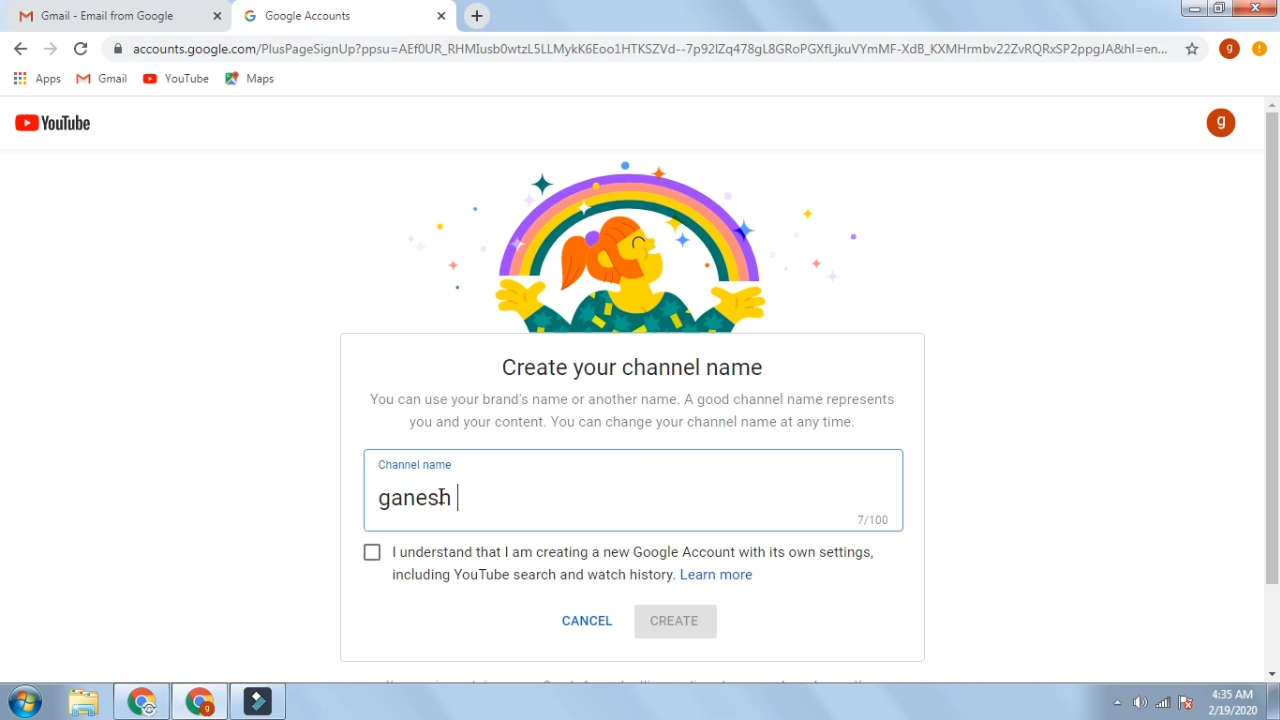 Gmail - Email from Google
Google Accounts
accounts.google.com/PlusPageSignUp?ppsu=AEf0UR_RHMIusb0wtzL5LLMykK6Eoo1HTKSZVd--7p92IZq478gL8GRoPGXfLjkuVYmMF-XdB_KXMHrmbv22ZvRQRxSP2ppgJA&hl=en...
g
Apps
Gmail
YouTube
Maps
YouTube
g
Create your channel name
You can use your brand's name or another name. A good channel name represents
you and your content. You can change your channel name at any time.
Channel name
ganesh
7/100
I understand that I am creating a new Google Account with its own settings,
including YouTube search and watch history. Learn more
CANCEL
CREATE
4:35 AM
2/19/2020